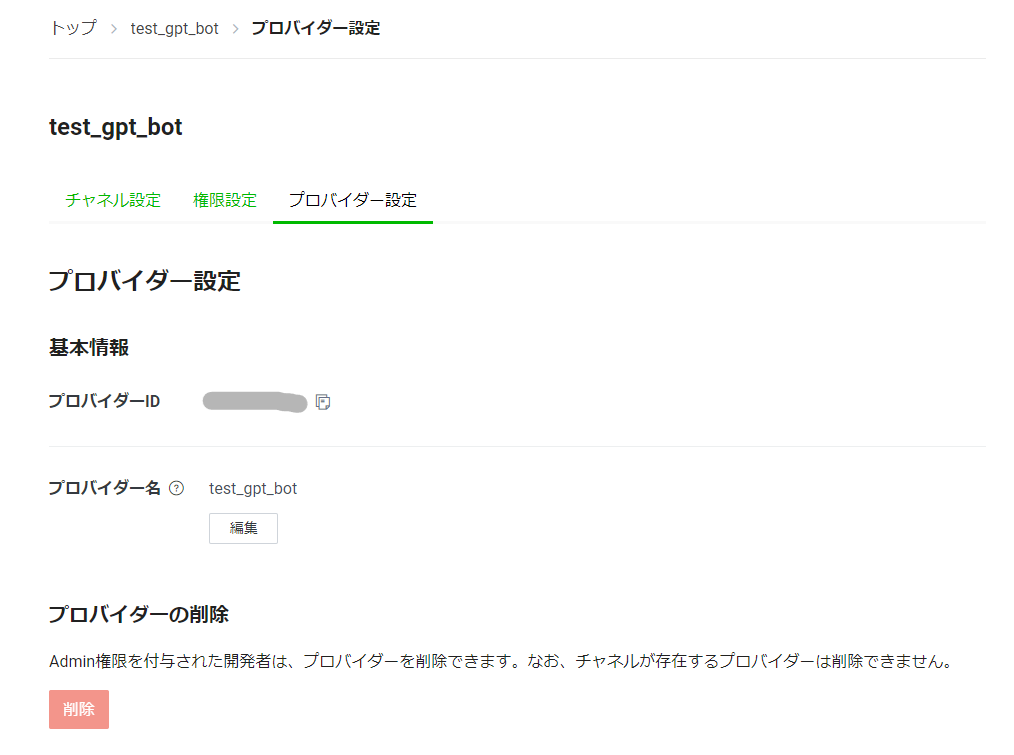 トップ > test_gpt_bot > プロバイダー設定
test_gpt_bot
チャネル設定 権限設定 プロバイダー設定
プロバイダー設定
基本情報
プロバイダーID
プロバイダー名 ? test_gpt_bot
編集
プロバイダーの削除
Admin権限を付与された開発者は、プロバイダーを削除できます。なお、チャネルが存在するプロバイダーは削除できません。
削除